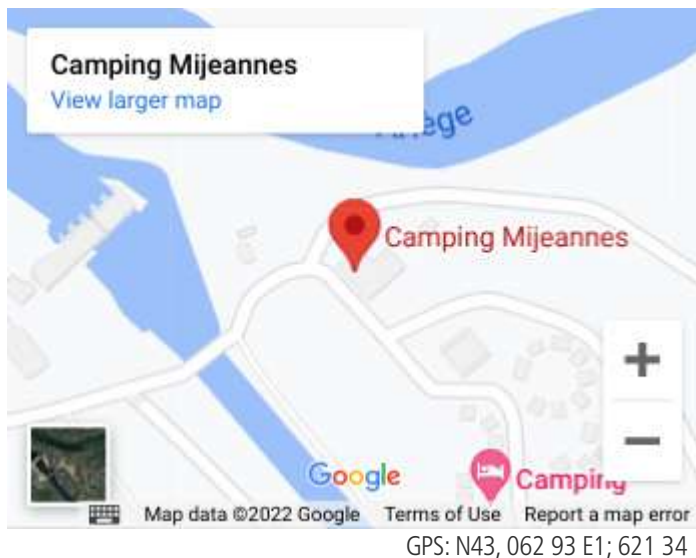 Camping Mijeannes
View larger map
Ariège
Camping Mijeannes
Google
Camping
Map data ©2022 Google Terms of Use Report a map error
GPS: N43, 062 93 E1; 621 34